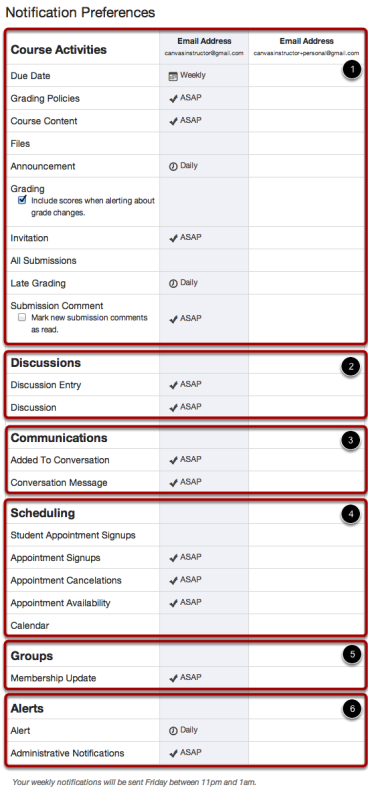 Notification Preferences
Course Activities
Email Address
canvasinstructor@gmail.com
Email Address
canvasinstructor-personal@gmail.com
1
Due Date Weekly
Grading Policies ASAP
Course Content ASAP
Files
Announcement Daily
Grading
Include scores when alerting about
grade changes.
Invitation ASAP
All Submissions
Late Grading Daily
Submission Comment
Mark new submission comments
as read.
ASAP
Discussions 2
Discussion Entry ASAP
Discussion ASAP
Communications 3
Added To Conversation ASAP
Conversation Message ASAP
Scheduling 4
Student Appointment Signups
Appointment Signups ASAP
Appointment Cancelations ASAP
Appointment Availability ASAP
Calendar
Groups 5
Membership Update ASAP
Alerts 6
Alert Daily
Administrative Notifications ASAP
Your weekly notifications will be sent Friday between 11pm and 1am.